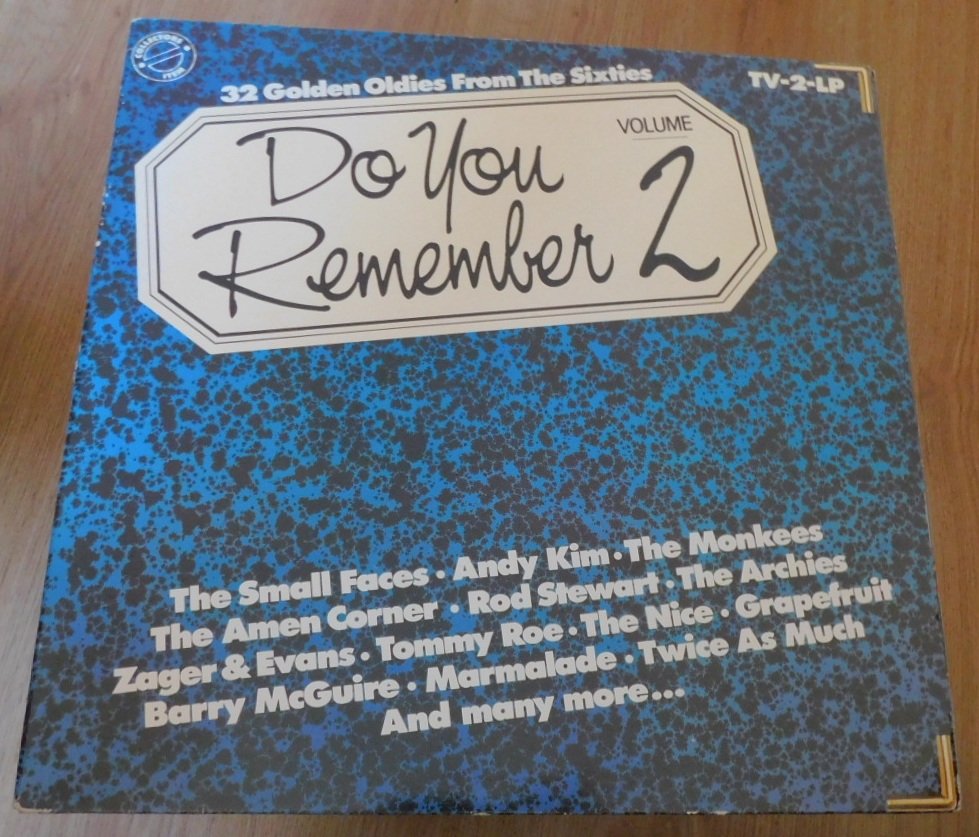 COLLECTORS ITEM
32 Golden Oldies From The Sixties
TV-2-LP
Do You
Remember
VOLUME
2
The Small Faces • Andy Kim • The Monkees
The Amen Corner • Rod Stewart • The Archies
Zager & Evans • Tommy Roe • The Nice • Grapefruit
Barry McGuire • Marmalade • Twice As Much
And many more...